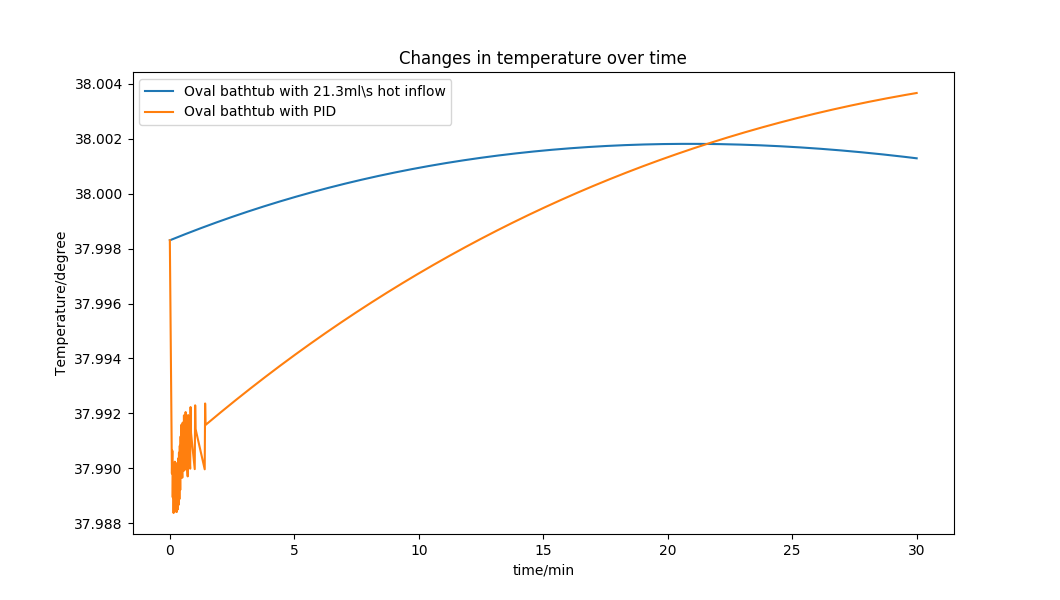 Changes in temperature over time
Oval bathtub with 21.3ml\s hot inflow
Oval bathtub with PID
38.004
38.002
38.000
37.998
37.996
37.994
37.992
37.990
37.988
Temperature/degree
0 5 10 15 20 25 30
time/min